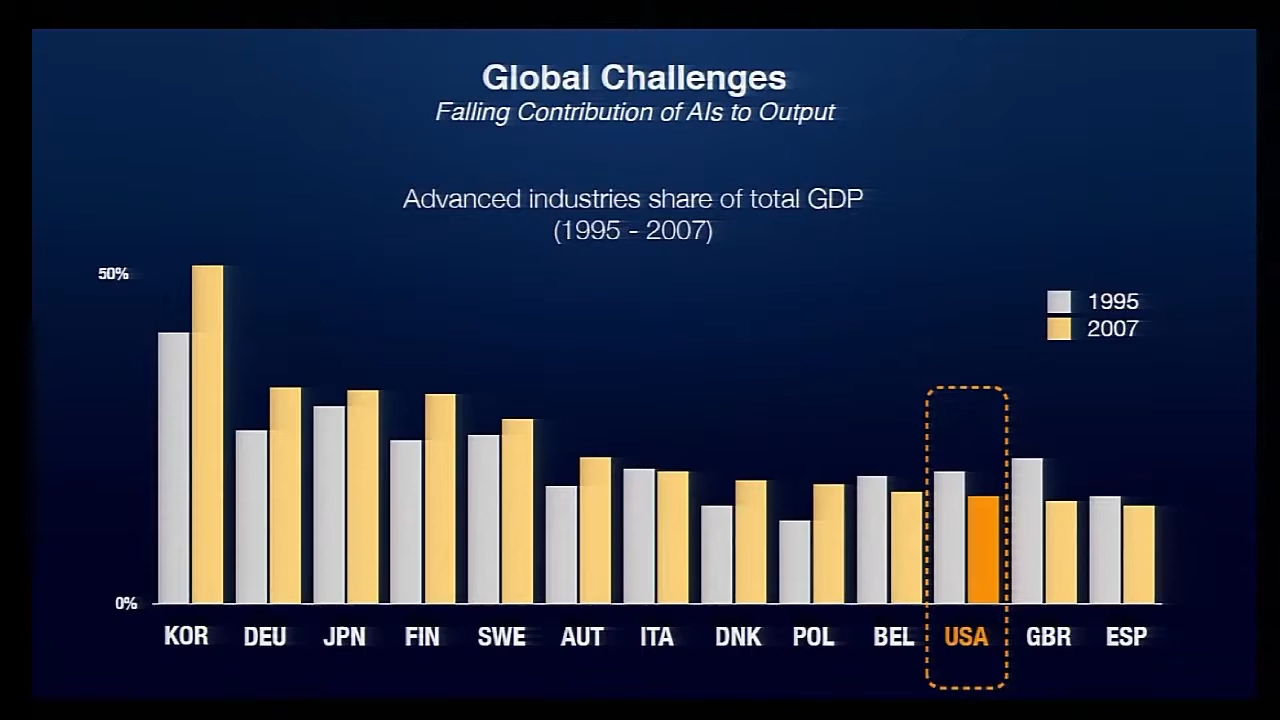 Global Challenges
Falling Contribution of AIs to Output
Advanced industries share of total GDP
(1995 - 2007)
50%
1995
2007
0%
KOR DEU JPN FIN SWE AUT ITA DNK POL BEL USA GBR ESP